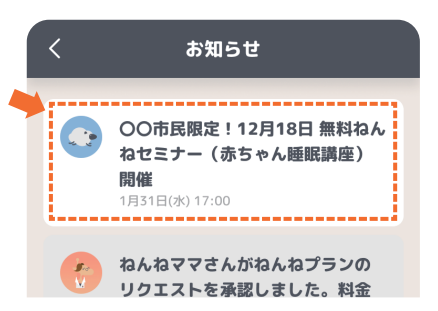 お知らせ
〇〇市民限定！12月18日 無料ねん
ねセミナー（赤ちゃん睡眠講座）
開催
1月31日(水) 17:00
ねんねママさんがねんねプランの
リクエストを承認しました。料金